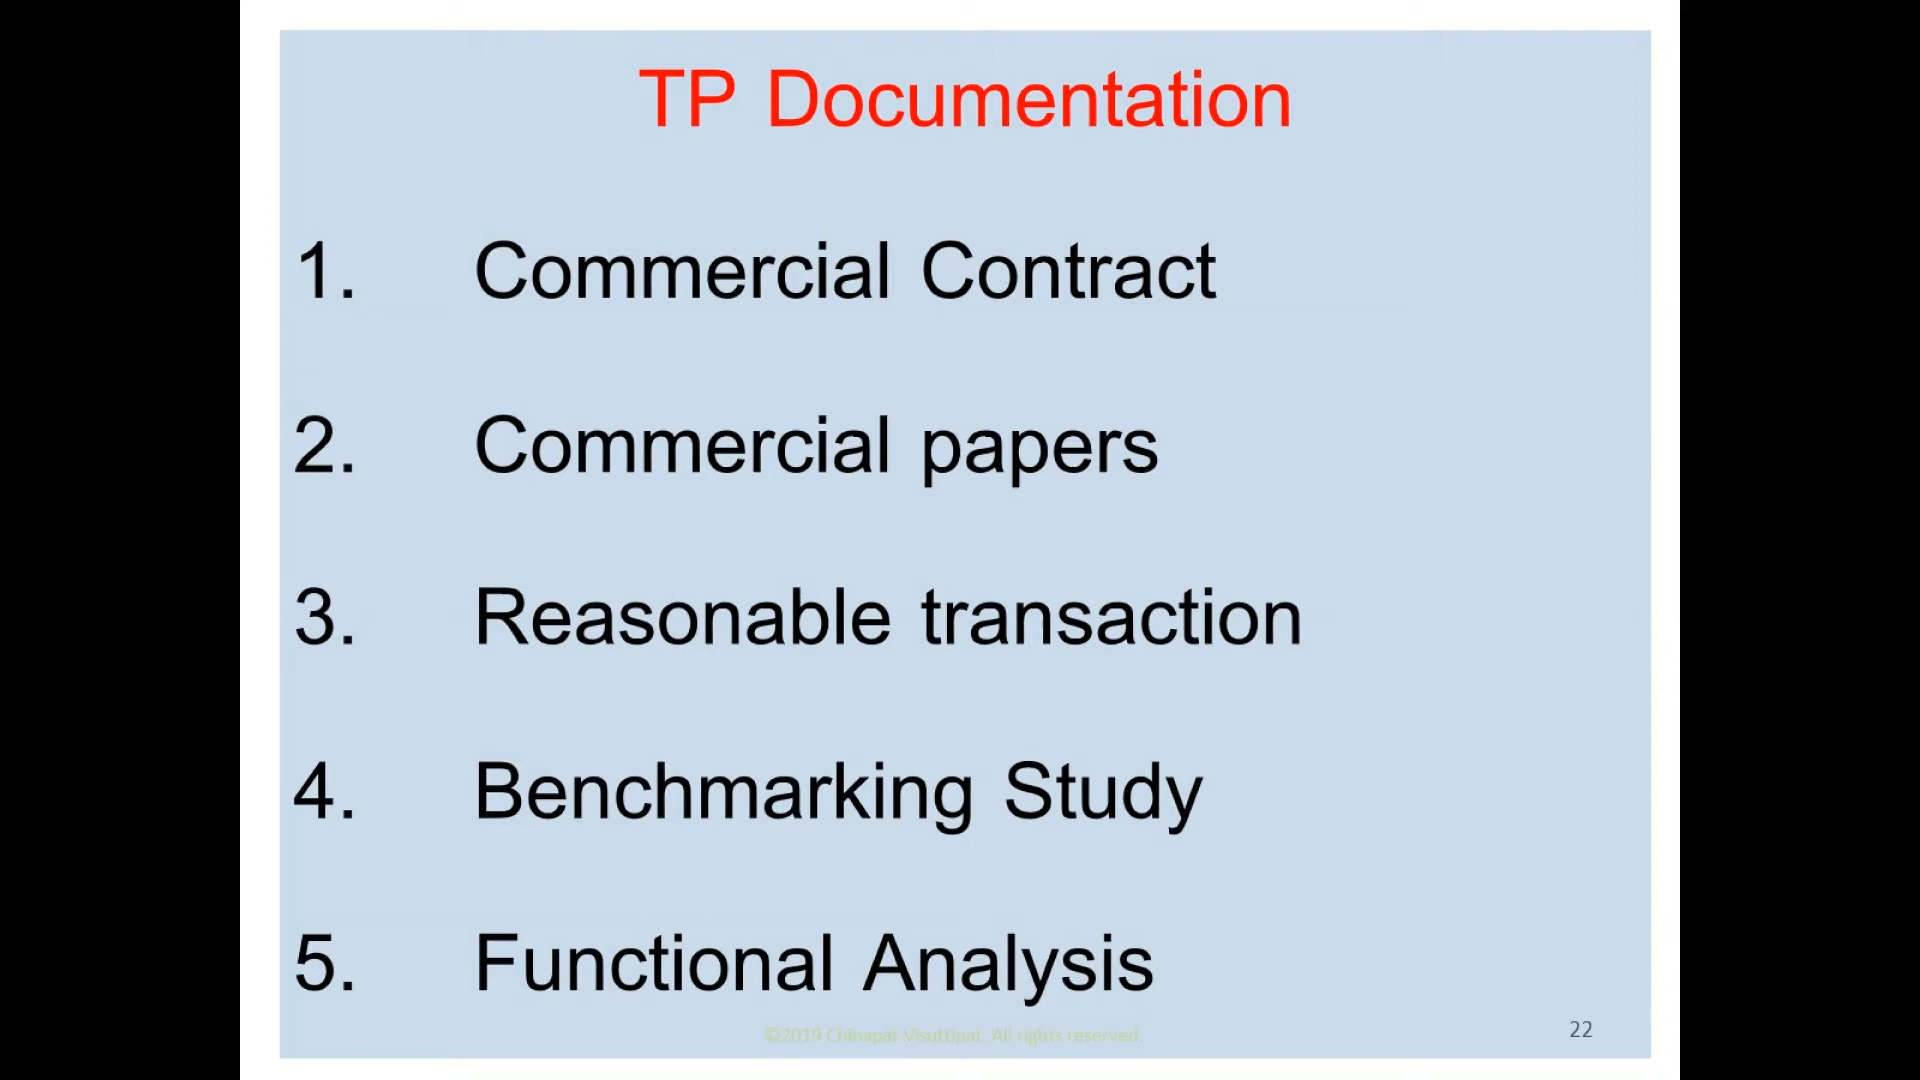 TP Documentation
1. Commercial Contract
2. Commercial papers
3. Reasonable transaction
4. Benchmarking Study
5. Functional Analysis
©2019 Chinapat Visuttipat. All rights reserved.
22